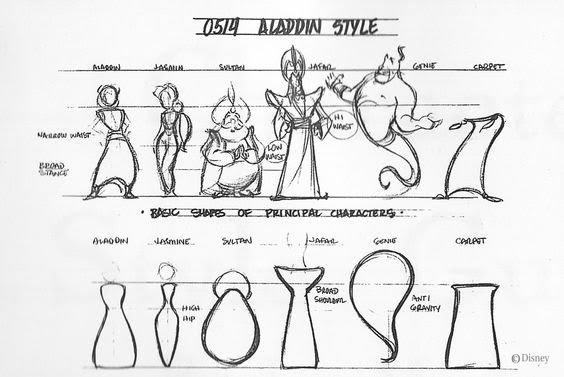 0514 ALADDIN STYLE
ALADDIN JASMIN SULTAN JAFAR GENIE CARPET
NARROW WAIST
BROAD STANCE
LOW WAIST
HI WAIST
• BASIC SHAPES OF PRINCIPAL CHARACTERS •
ALADDIN JASMINE SULTAN JAFAR GENIE CARPET
HIGH HIP
BROAD SHOULDER
ANTI GRAVITY
© Disney